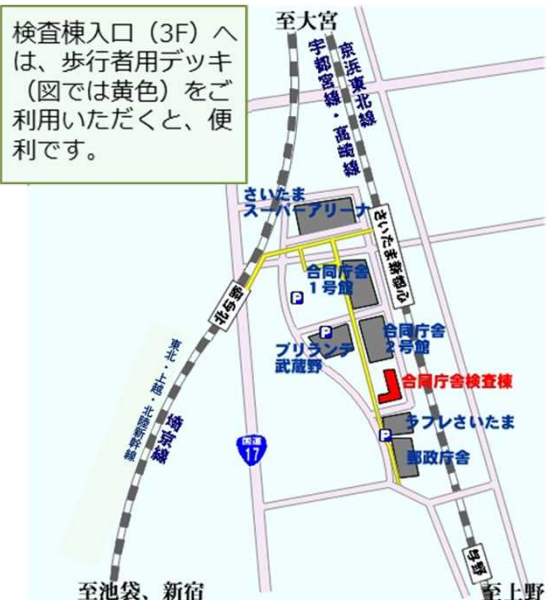 検査棟入口（3F）へ
は、歩行者用デッキ
（図では黄色）をご
利用いただくと、便
利です。
至大宮
京浜東北線
宇都宮線・高崎線
さいたま
スーパーアリーナ
さいたま新都心
北与野
合同庁舎
1号館
P
P
合同庁舎
2号館
ブリランテ
武蔵野
合同庁舎検査棟
東北・上越・北陸新幹線
埼京線
国道
17
ラフレさいたま
P
郵政庁舎
与野
至池袋、新宿
至上野